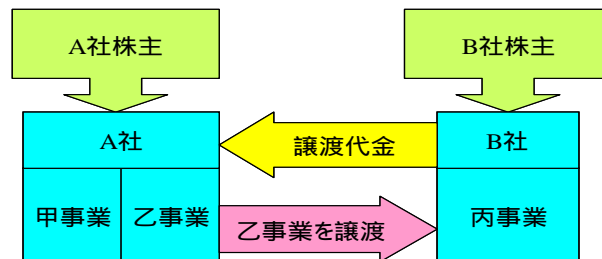 A社株主
B社株主
A社
譲渡代金
B社
甲事業
乙事業
乙事業を譲渡
丙事業